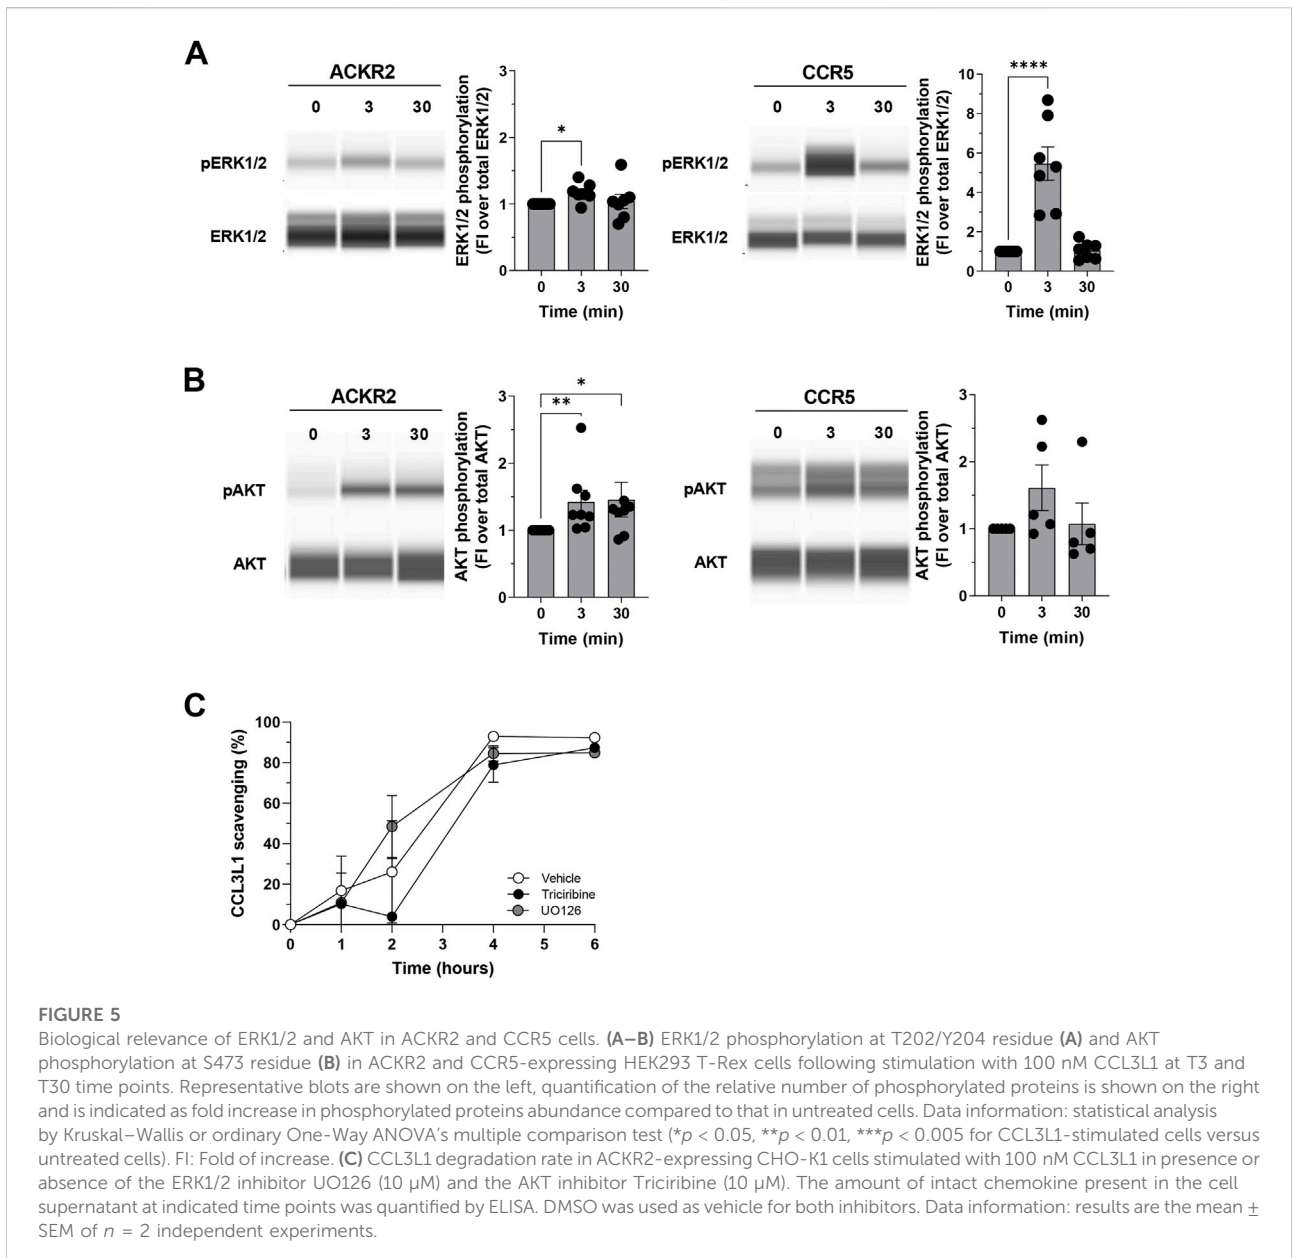 A
ACKR2
0 3 30
pERK1/2
ERK1/2
ERK1/2 phosphorylation
(FI over total ERK1/2)
3
2
1
0
*
0 3 30
Time (min)
CCR5
0 3 30
pERK1/2
ERK1/2
ERK1/2 phosphorylation
(FI over total ERK1/2)
10
8
6
4
2
0
****
0 3 30
Time (min)
B
ACKR2
0 3 30
pAKT
AKT
AKT phosphorylation
(FI over total AKT)
3
2
1
0
*
**
0 3 30
Time (min)
CCR5
0 3 30
pAKT
AKT
AKT phosphorylation
(FI over total AKT)
3
2
1
0
0 3 30
Time (min)
C
CCL3L1 scavenging (%)
100
80
60
40
20
0
Vehicle
Triciribine
UO126
0 1 2 3 4 5 6
Time (hours)
FIGURE 5
Biological relevance of ERK1/2 and AKT in ACKR2 and CCR5 cells. (A–B) ERK1/2 phosphorylation at T202/Y204 residue (A) and AKT
phosphorylation at S473 residue (B) in ACKR2 and CCR5-expressing HEK293 T-Rex cells following stimulation with 100 nM CCL3L1 at T3 and
T30 time points. Representative blots are shown on the left, quantification of the relative number of phosphorylated proteins is shown on the right
and is indicated as fold increase in phosphorylated proteins abundance compared to that in untreated cells. Data information: statistical analysis
by Kruskal–Wallis or ordinary One-Way ANOVA's multiple comparison test (*p < 0.05, **p < 0.01, ***p < 0.005 for CCL3L1-stimulated cells versus
untreated cells). FI: Fold of increase. (C) CCL3L1 degradation rate in ACKR2-expressing CHO-K1 cells stimulated with 100 nM CCL3L1 in presence or
absence of the ERK1/2 inhibitor UO126 (10 µM) and the AKT inhibitor Triciribine (10 µM). The amount of intact chemokine present in the cell
supernatant at indicated time points was quantified by ELISA. DMSO was used as vehicle for both inhibitors. Data information: results are the mean ±
SEM of n = 2 independent experiments.